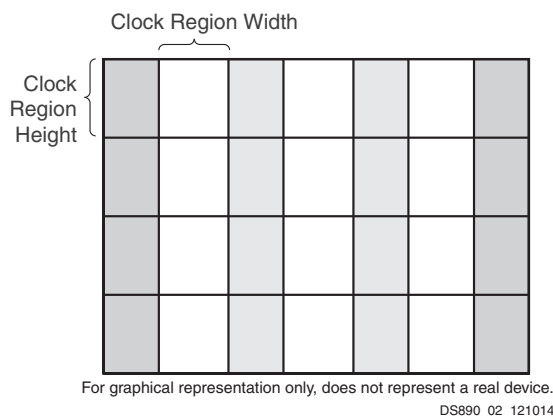 Clock Region Width
Clock
Region
Height
For graphical representation only, does not represent a real device.
DS890_02_121014